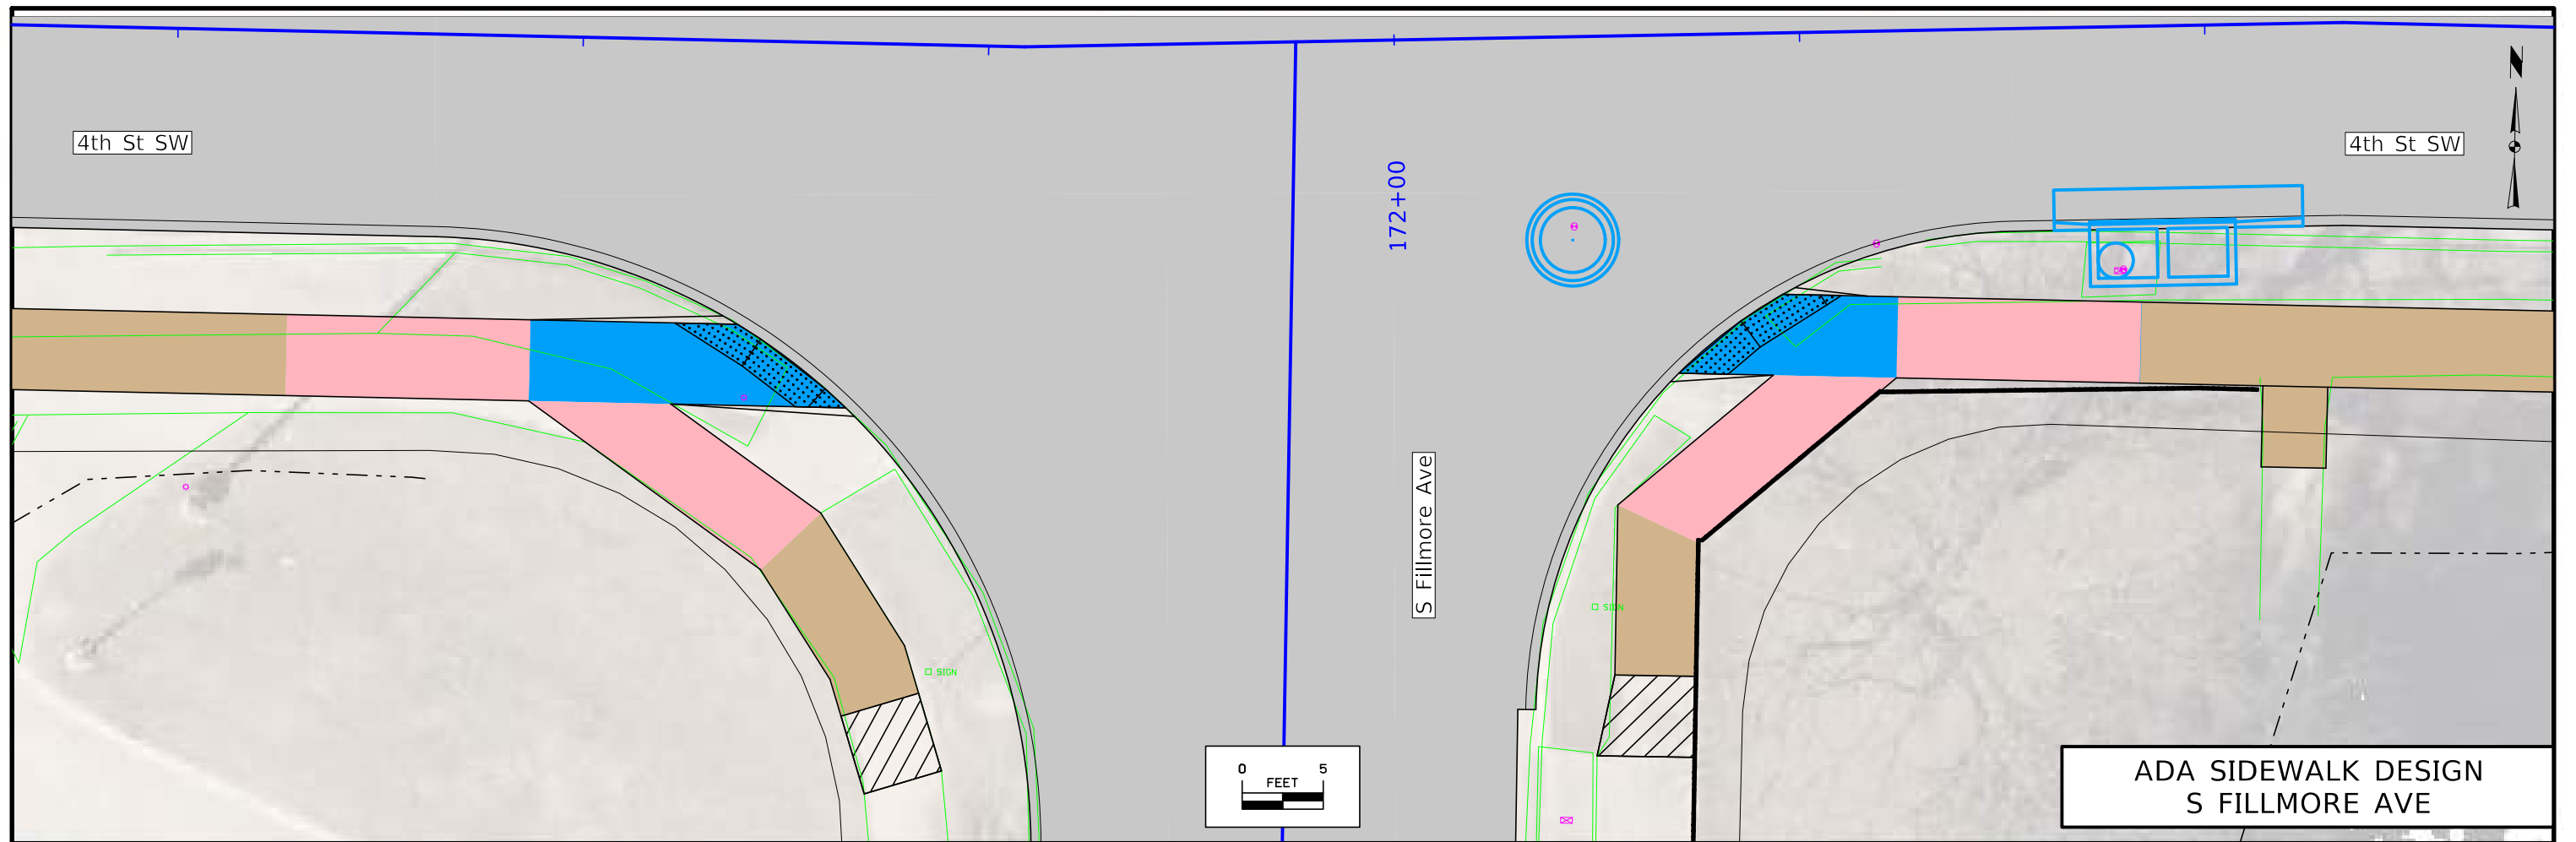 N
4th St SW
4th St SW
172+00
S Fillmore Ave
SIGN
SIGN
0 5
FEET
ADA SIDEWALK DESIGN
S FILLMORE AVE